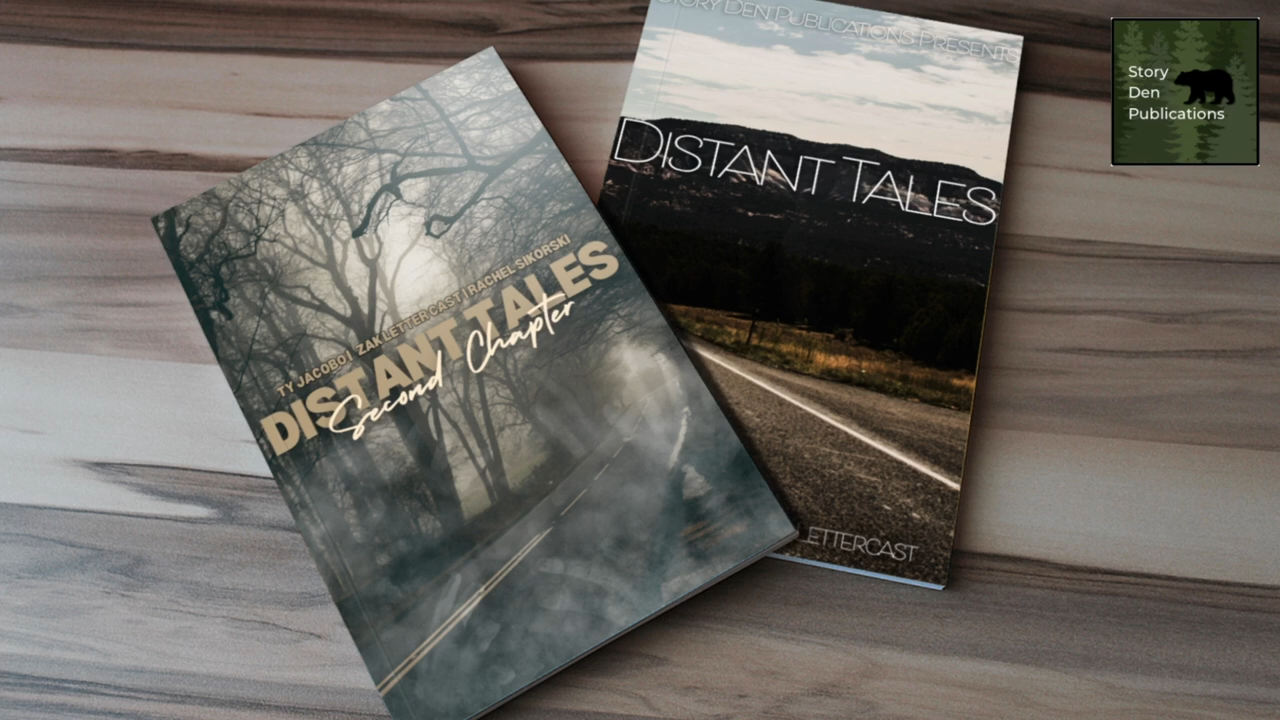 STORY DEN PUBLICATIONS PRESENTS
DISTANT TALES
LETTERCAST
TY JACOBO | ZAK LETTER CAST | RACHEL SIKORSKI
DISTANT TALES
Second Chapter
Story
Den
Publications